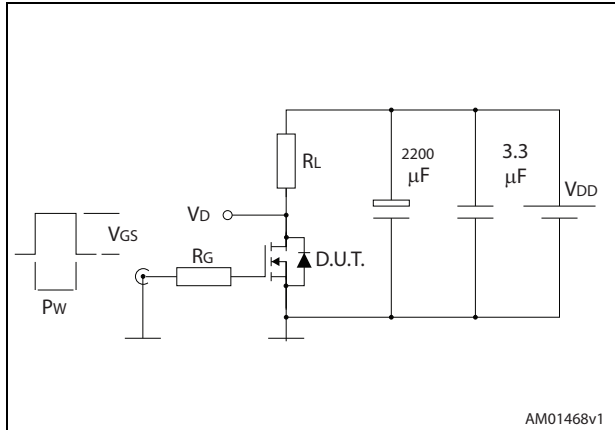 RL
2200
μF
3.3
μF
VDD
VD
VGS
RG
D.U.T.
PW
AM01468v1